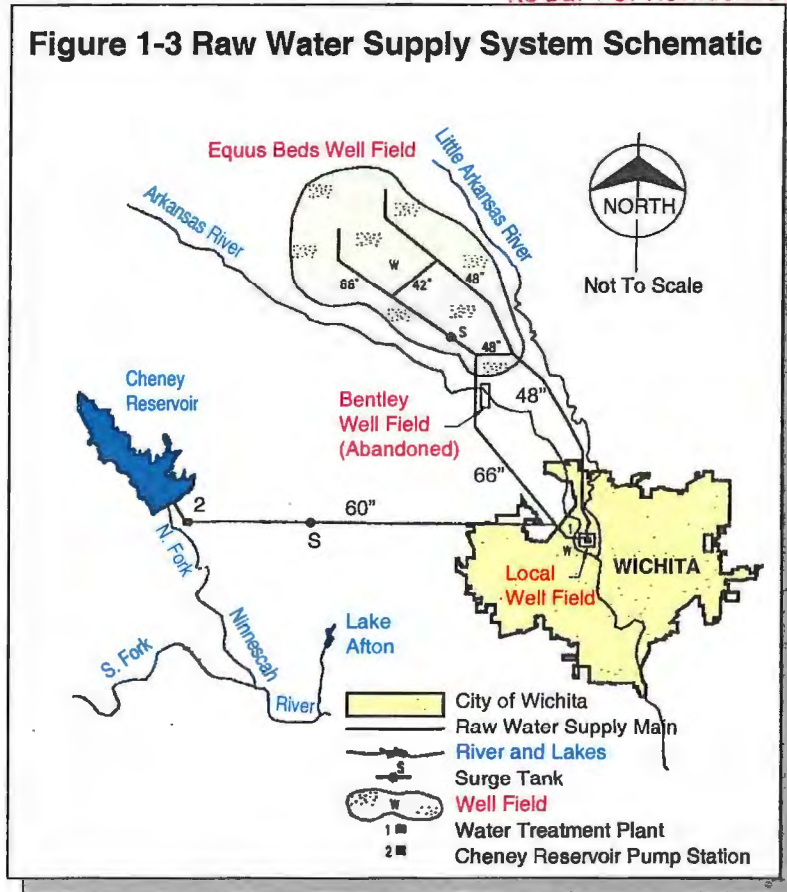 Figure 1-3 Raw Water Supply System Schematic
Equus Beds Well Field
Little Arkansas River
Arkansas River
NORTH
Not To Scale
W
66"
42"
48"
S
48"
Cheney
Reservoir
Bentley
Well Field
(Abandoned)
48"
66"
2
60"
S
1
W
WICHITA
Local
Well Field
N. Fork
Ninnescah
S. Fork
River
Lake
Afton
City of Wichita
Raw Water Supply Main
River and Lakes
S
Surge Tank
W
Well Field
1
Water Treatment Plant
2
Cheney Reservoir Pump Station